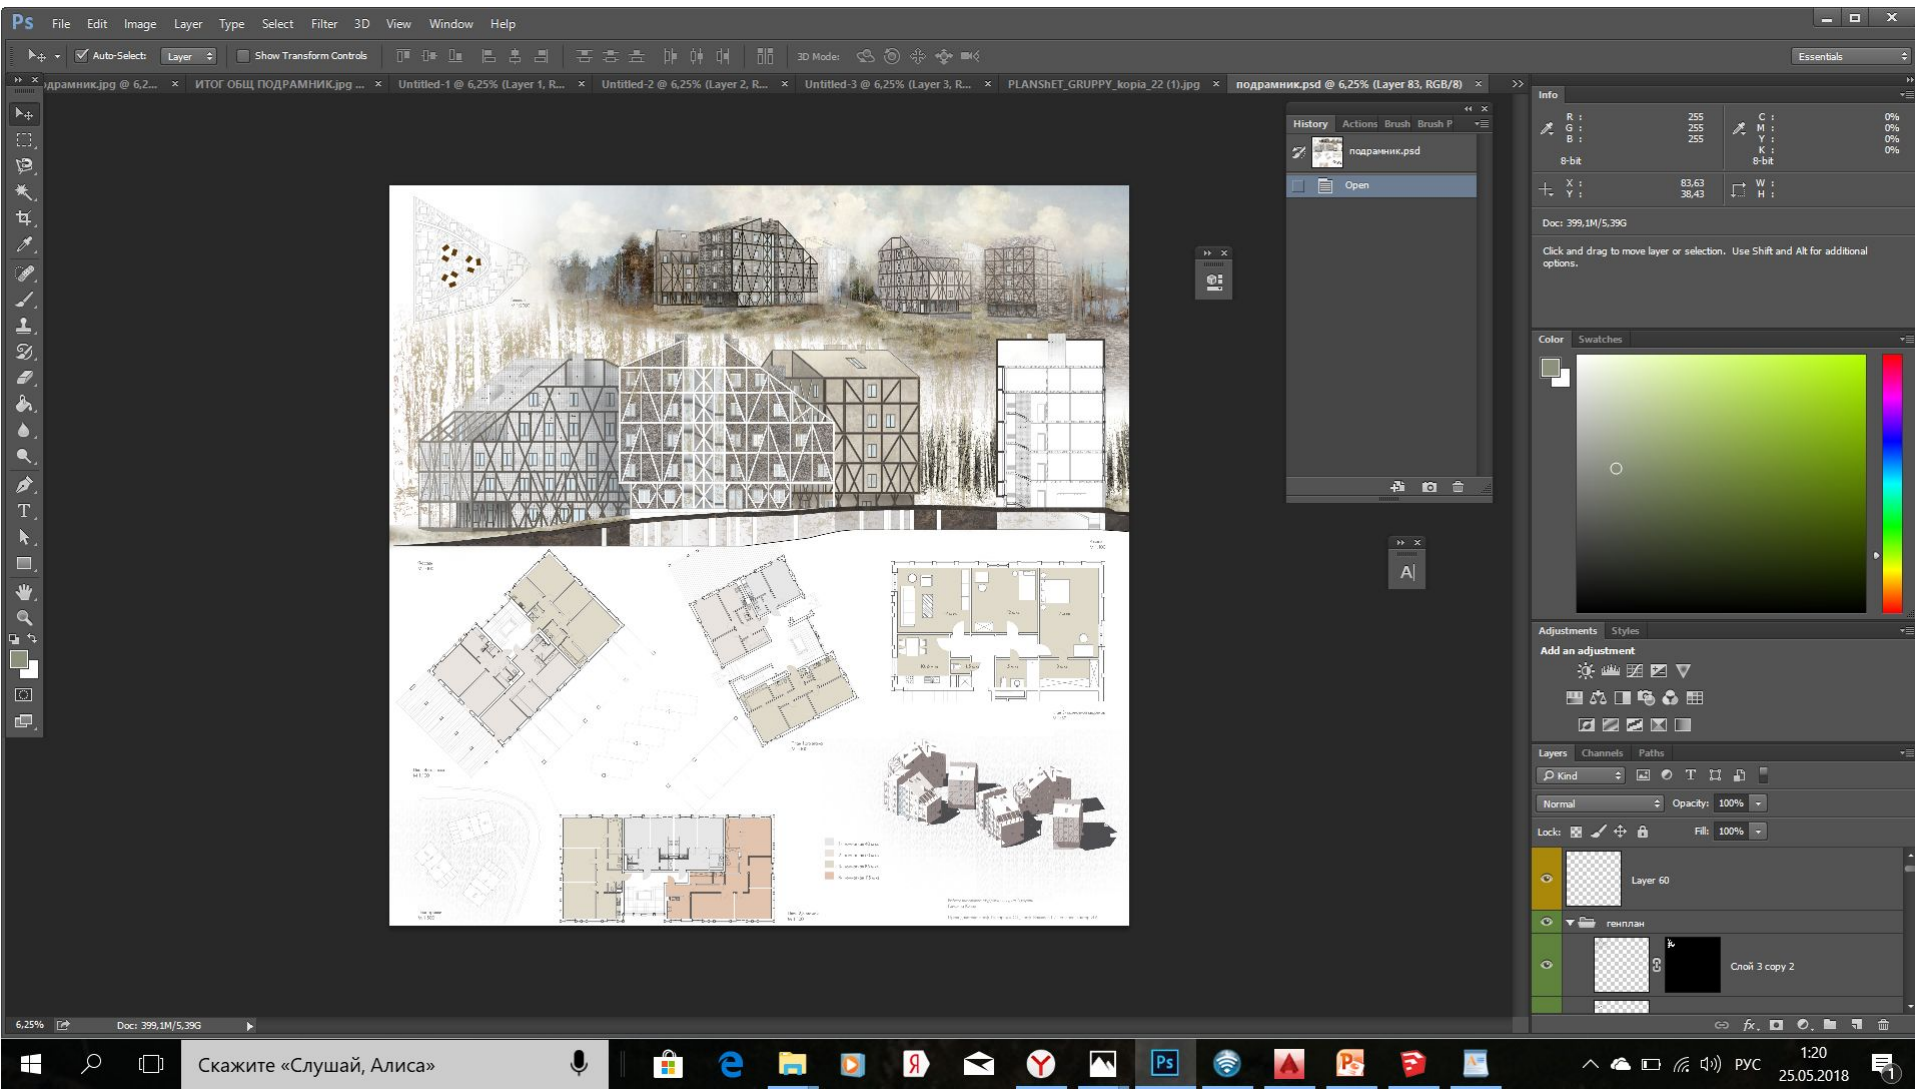 Ps File Edit Image Layer Type Select Filter 3D View Window Help
Auto-Select: Layer Show Transform Controls 3D Mode: Essentials
одрамник.jpg @ 6,2... × ИТОГ ОБЩ ПОДРАМНИК.jpg ... × Untitled-1 @ 6,25% (Layer 1, R... × Untitled-2 @ 6,25% (Layer 2, R... × Untitled-3 @ 6,25% (Layer 3, R... × PLANShET_GRUPPY_kopia_22 (1).jpg × подрамник.psd @ 6,25% (Layer 83, RGB/8) ×
History Actions Brush Brush P
подрамник.psd
Open
Info
R : 255 C : 0%
G : 255 M : 0%
B : 255 Y : 0%
K : 0%
8-bit 8-bit
X : 83,63 W :
Y : 38,43 H :
Doc: 399,1M/5,39G
Click and drag to move layer or selection. Use Shift and Alt for additional
options.
Color Swatches
A|
Adjustments Styles
Add an adjustment
Layers Channels Paths
Kind
Normal Opacity: 100%
Lock: Fill: 100%
Layer 60
генплан
Слой 3 copy 2
fx
6,25% Doc: 399,1M/5,39G
Скажите «Слушай, Алиса»
РУС
1:20
25.05.2018